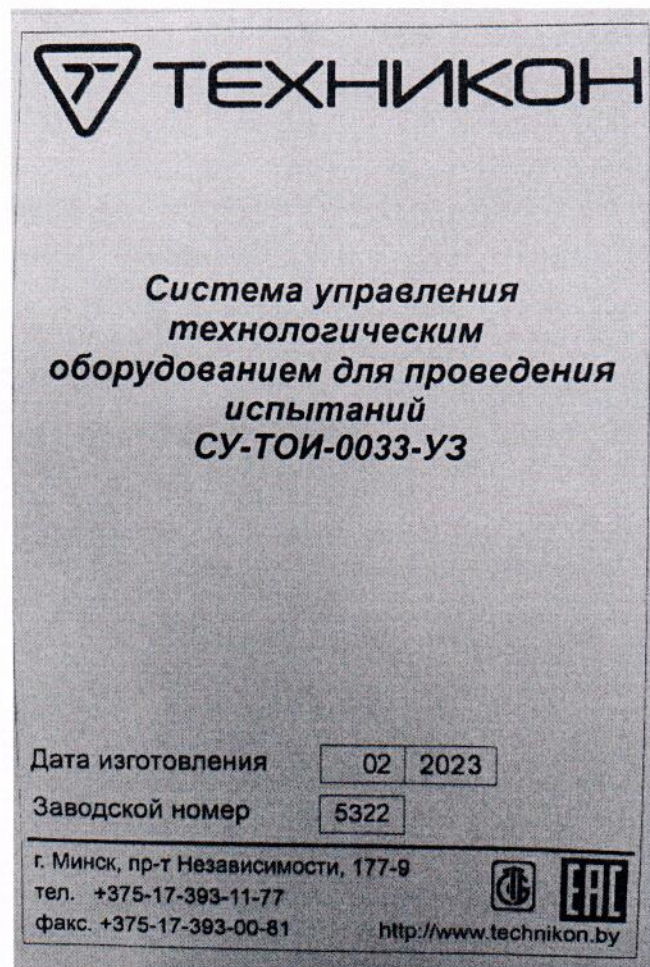 ТЕХНИКОН
Система управления
технологическим
оборудованием для проведения
испытаний
СУ-ТОИ-0033-УЗ
Дата изготовления 02 2023
Заводской номер 5322
г. Минск, пр-т Независимости, 177-9
тел. +375-17-393-11-77
факс. +375-17-393-00-81
EAC
http://www.technikon.by